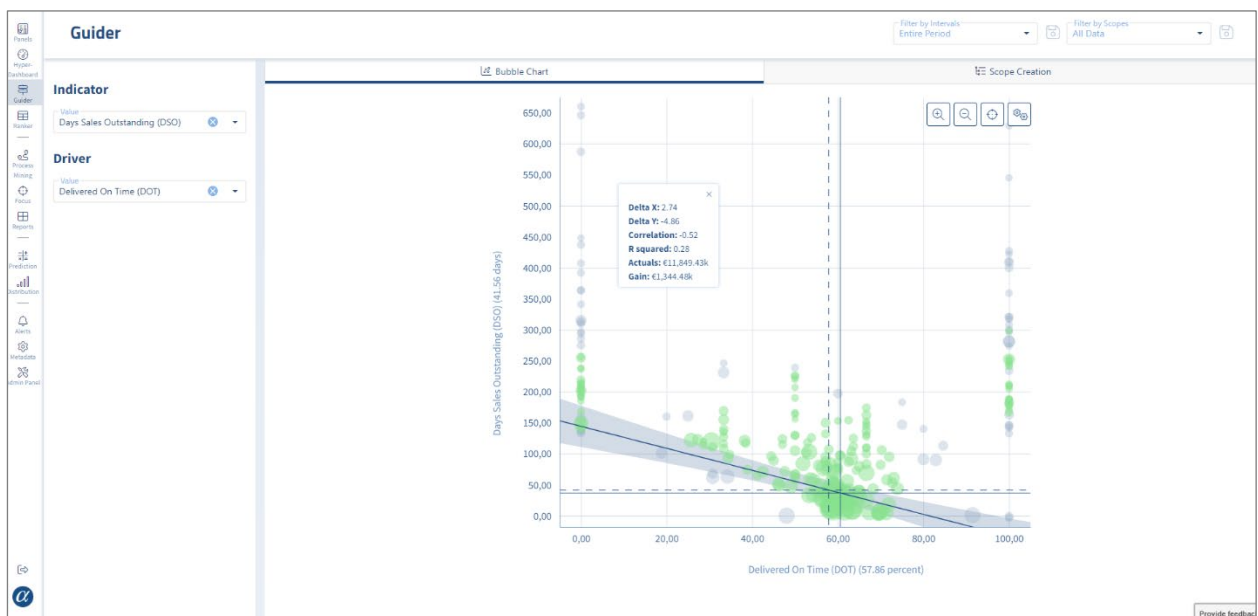 Guider
Filter by Intervals
Entire Period
Filter by Scopes
All Data
Panels
Hyper-
Dashboard
Guider
Ranker
Process
Mining
Focus
Reports
Prediction
Distribution
Alerts
Metadata
Admin Panel
Indicator
Value
Days Sales Outstanding (DSO)
Driver
Value
Delivered On Time (DOT)
Bubble Chart
Scope Creation
Days Sales Outstanding (DSO) (41.56 days)
650,00
600,00
550,00
500,00
450,00
400,00
350,00
300,00
250,00
200,00
150,00
100,00
50,00
0,00
Delta X: 2.74
Delta Y: -4.86
Correlation: -0.52
R squared: 0.28
Actuals: €11,849.43k
Gain: €1,344.48k
0,00 20,00 40,00 60,00 80,00 100,00
Delivered On Time (DOT) (57.86 percent)
Provide feedbac